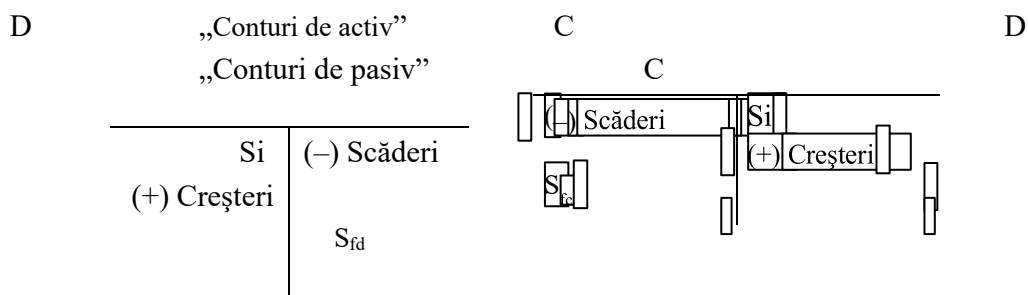 D „Conturi de activ” C D
„Conturi de pasiv” C
Si (–) Scăderi
(+) Creşteri
Sfd
(–) Scăderi Si
(+) Creşteri
Sfc